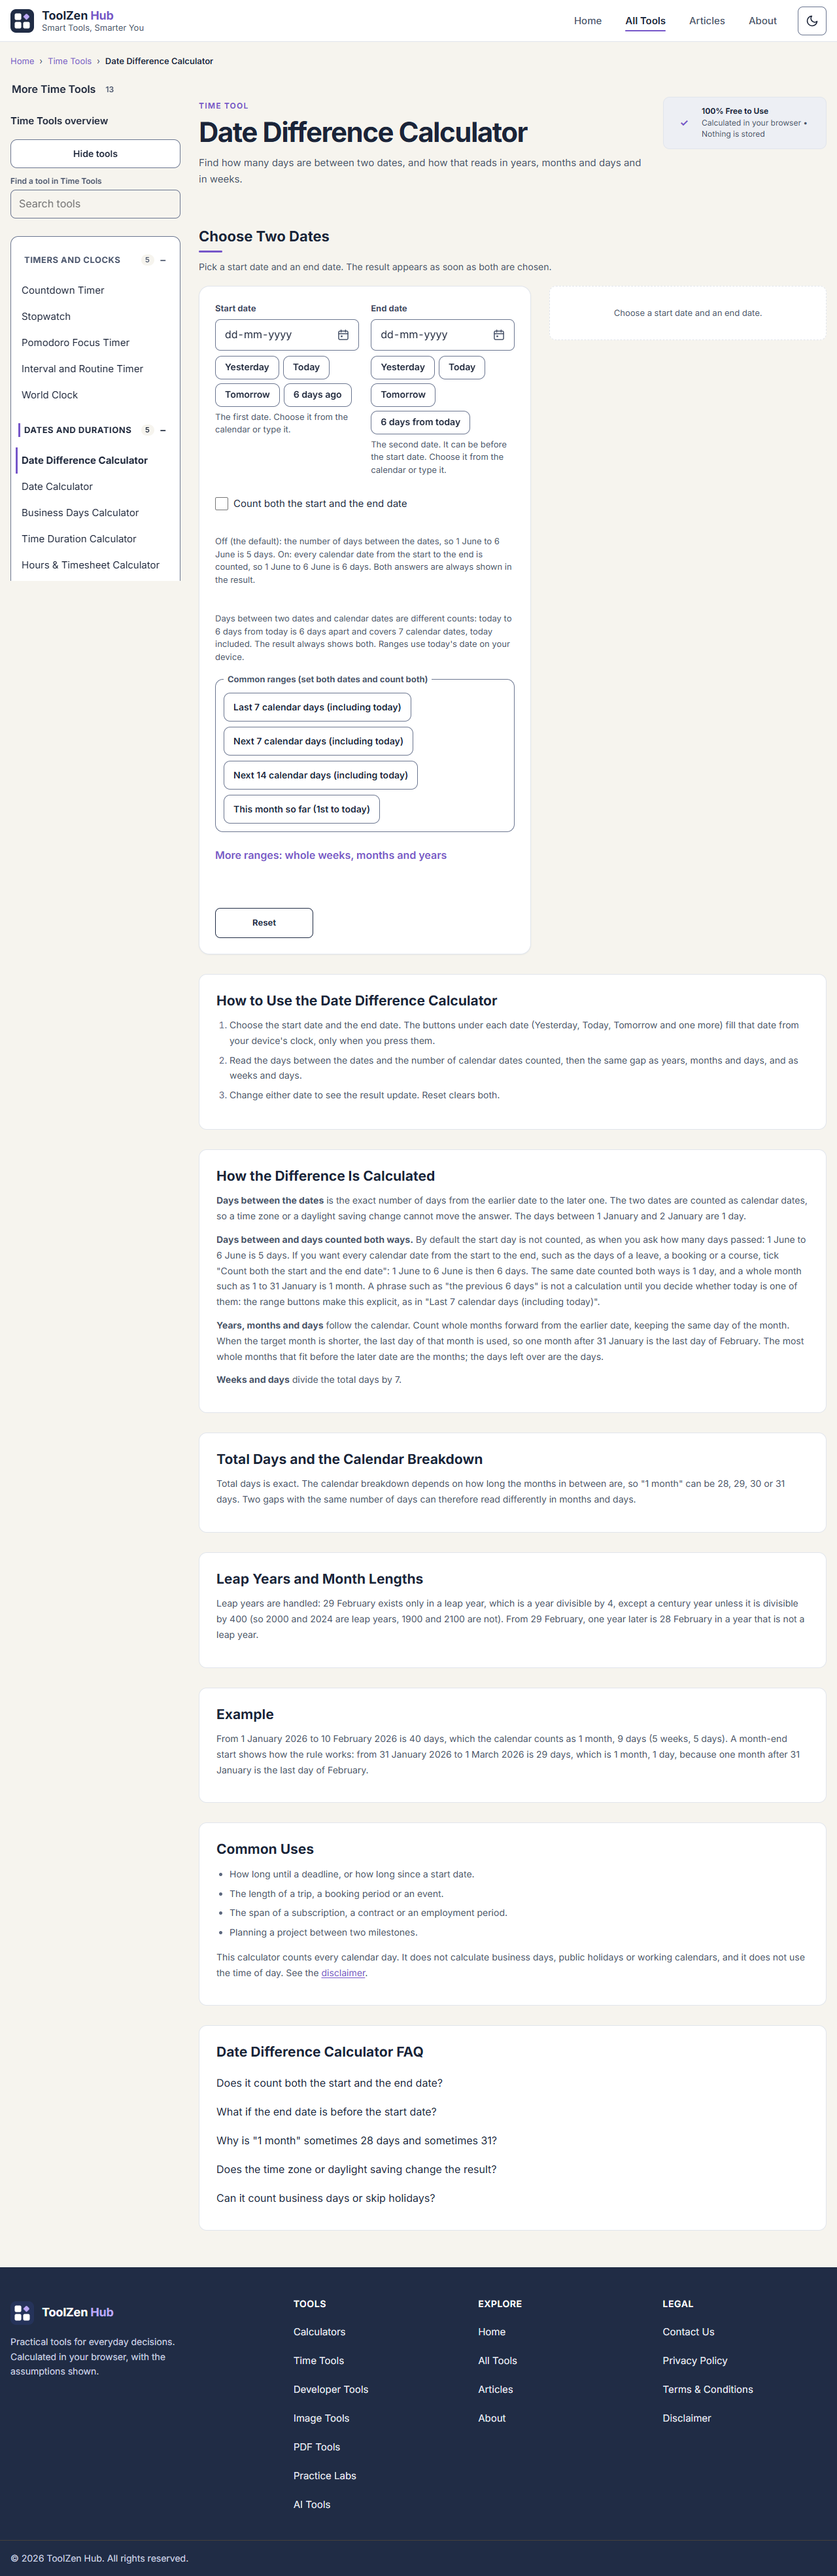 ToolZen Hub
Smart Tools, Smarter You
Home
All Tools
Articles
About
Home › Time Tools › Date Difference Calculator
More Time Tools 13
Time Tools overview
Hide tools
Find a tool in Time Tools
Search tools
TIMERS AND CLOCKS 5 –
Countdown Timer
Stopwatch
Pomodoro Focus Timer
Interval and Routine Timer
World Clock
DATES AND DURATIONS 5 –
Date Difference Calculator
Date Calculator
Business Days Calculator
Time Duration Calculator
Hours & Timesheet Calculator
TIME TOOL
Date Difference Calculator
Find how many days are between two dates, and how that reads in years, months and days and
in weeks.
✓
100% Free to Use
Calculated in your browser •
Nothing is stored
Choose Two Dates
Pick a start date and an end date. The result appears as soon as both are chosen.
Start date
dd-mm-yyyy
Yesterday
Today
Tomorrow
6 days ago
The first date. Choose it from the
calendar or type it.
End date
dd-mm-yyyy
Yesterday
Today
Tomorrow
6 days from today
The second date. It can be before
the start date. Choose it from the
calendar or type it.
Count both the start and the end date
Off (the default): the number of days between the dates, so 1 June to 6
June is 5 days. On: every calendar date from the start to the end is
counted, so 1 June to 6 June is 6 days. Both answers are always shown in
the result.
Days between two dates and calendar dates are different counts: today to
6 days from today is 6 days apart and covers 7 calendar dates, today
included. The result always shows both. Ranges use today's date on your
device.
Common ranges (set both dates and count both)
Last 7 calendar days (including today)
Next 7 calendar days (including today)
Next 14 calendar days (including today)
This month so far (1st to today)
More ranges: whole weeks, months and years
Reset
Choose a start date and an end date.
How to Use the Date Difference Calculator
1. Choose the start date and the end date. The buttons under each date (Yesterday, Today, Tomorrow and one more) fill that date from
your device's clock, only when you press them.
2. Read the days between the dates and the number of calendar dates counted, then the same gap as years, months and days, and as
weeks and days.
3. Change either date to see the result update. Reset clears both.
How the Difference Is Calculated
Days between the dates is the exact number of days from the earlier date to the later one. The two dates are counted as calendar dates,
so a time zone or a daylight saving change cannot move the answer. The days between 1 January and 2 January are 1 day.
Days between and days counted both ways. By default the start day is not counted, as when you ask how many days passed: 1 June to
6 June is 5 days. If you want every calendar date from the start to the end, such as the days of a leave, a booking or a course, tick
"Count both the start and the end date": 1 June to 6 June is then 6 days. The same date counted both ways is 1 day, and a whole month
such as 1 to 31 January is 1 month. A phrase such as "the previous 6 days" is not a calculation until you decide whether today is one of
them: the range buttons make this explicit, as in "Last 7 calendar days (including today)".
Years, months and days follow the calendar. Count whole months forward from the earlier date, keeping the same day of the month.
When the target month is shorter, the last day of that month is used, so one month after 31 January is the last day of February. The most
whole months that fit before the later date are the months; the days left over are the days.
Weeks and days divide the total days by 7.
Total Days and the Calendar Breakdown
Total days is exact. The calendar breakdown depends on how long the months in between are, so "1 month" can be 28, 29, 30 or 31
days. Two gaps with the same number of days can therefore read differently in months and days.
Leap Years and Month Lengths
Leap years are handled: 29 February exists only in a leap year, which is a year divisible by 4, except a century year unless it is divisible
by 400 (so 2000 and 2024 are leap years, 1900 and 2100 are not). From 29 February, one year later is 28 February in a year that is not a
leap year.
Example
From 1 January 2026 to 10 February 2026 is 40 days, which the calendar counts as 1 month, 9 days (5 weeks, 5 days). A month-end
start shows how the rule works: from 31 January 2026 to 1 March 2026 is 29 days, which is 1 month, 1 day, because one month after 31
January is the last day of February.
Common Uses
• How long until a deadline, or how long since a start date.
• The length of a trip, a booking period or an event.
• The span of a subscription, a contract or an employment period.
• Planning a project between two milestones.
This calculator counts every calendar day. It does not calculate business days, public holidays or working calendars, and it does not use
the time of day. See the disclaimer.
Date Difference Calculator FAQ
Does it count both the start and the end date?
What if the end date is before the start date?
Why is "1 month" sometimes 28 days and sometimes 31?
Does the time zone or daylight saving change the result?
Can it count business days or skip holidays?
ToolZen Hub
Practical tools for everyday decisions.
Calculated in your browser, with the
assumptions shown.
TOOLS
Calculators
Time Tools
Developer Tools
Image Tools
PDF Tools
Practice Labs
AI Tools
EXPLORE
Home
All Tools
Articles
About
LEGAL
Contact Us
Privacy Policy
Terms & Conditions
Disclaimer
© 2026 ToolZen Hub. All rights reserved.